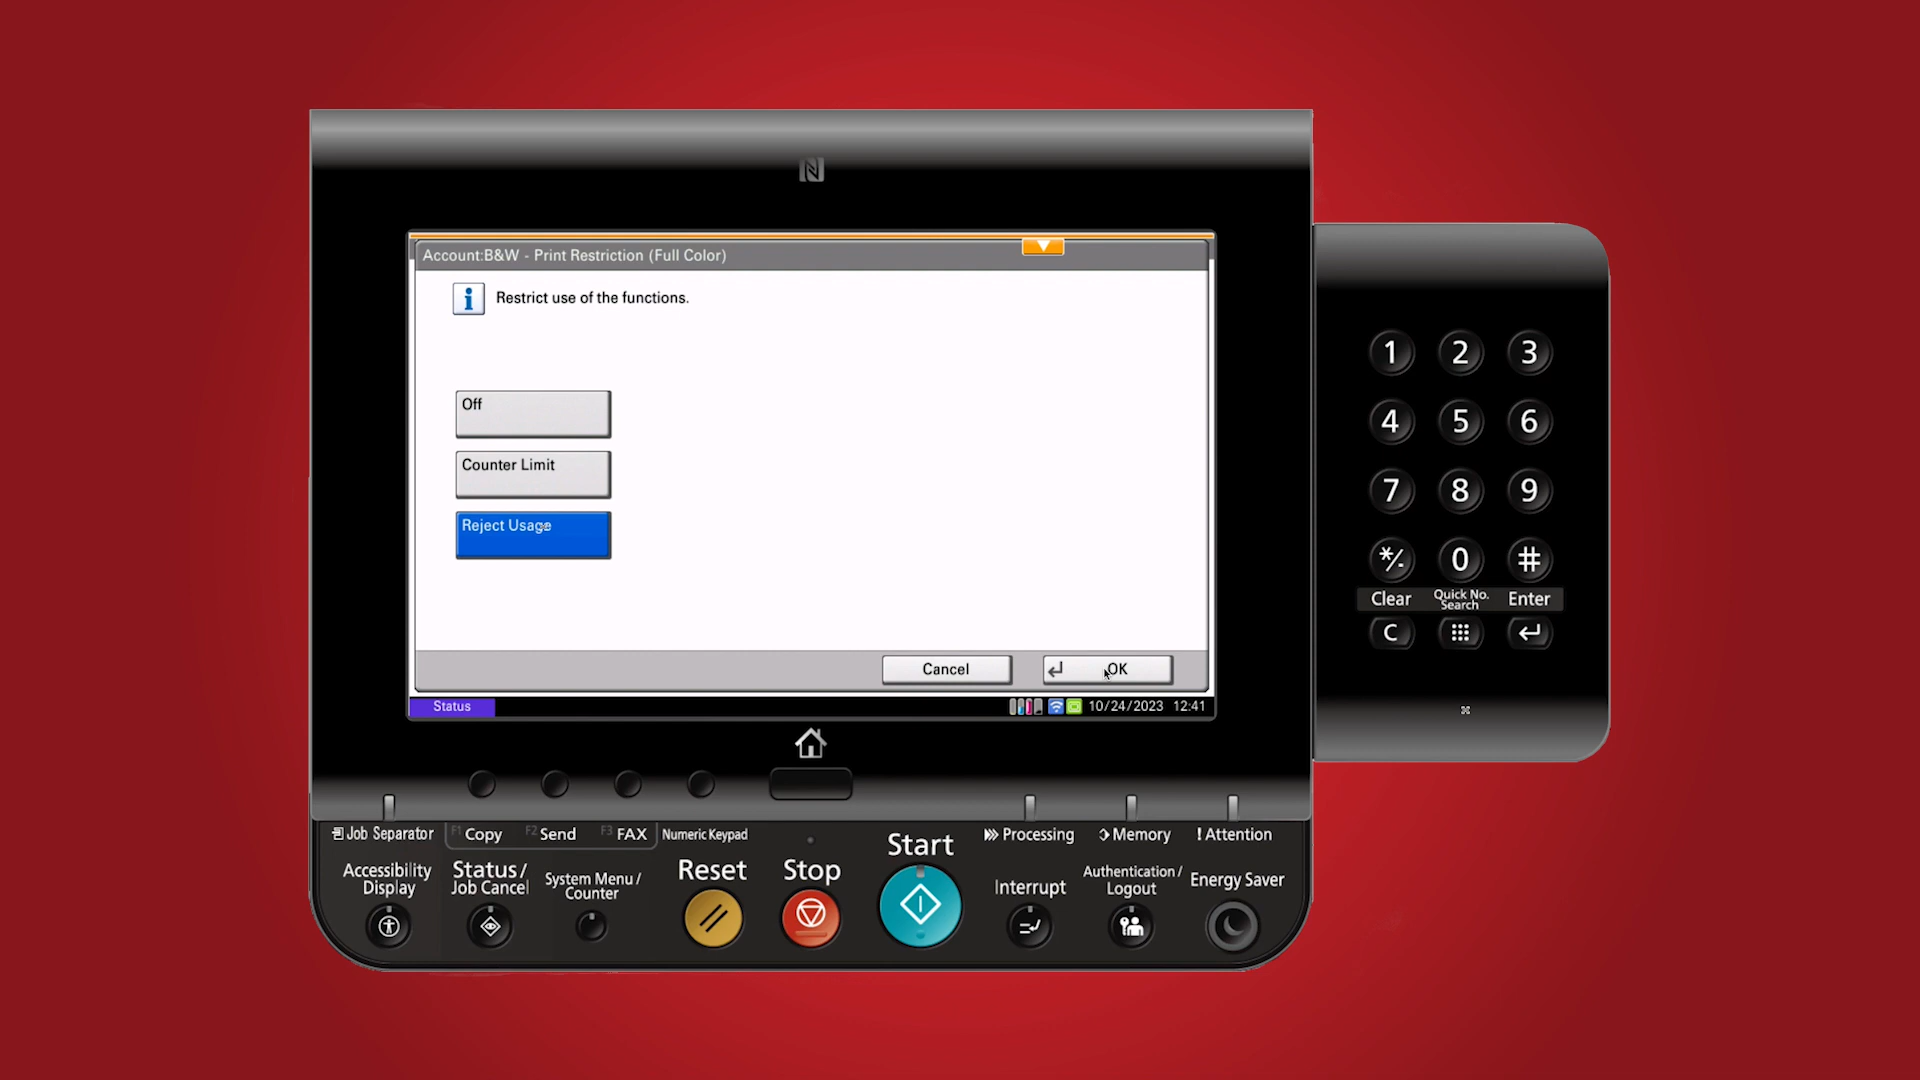 Account:B&W - Print Restriction (Full Color)
i Restrict use of the functions.
Off
Counter Limit
Reject Usage
Cancel
OK
Status
10/24/2023 12:41
1 2 3
4 5 6
7 8 9
*/. 0 #
Clear
Quick No.
Search
Enter
C
Job Separator
F1 Copy
F2 Send
F3 FAX
Numeric Keypad
Start
Processing
Memory
! Attention
Accessibility
Display
Status/
Job Cancel
System Menu /
Counter
Reset
Stop
Interrupt
Authentication /
Logout
Energy Saver